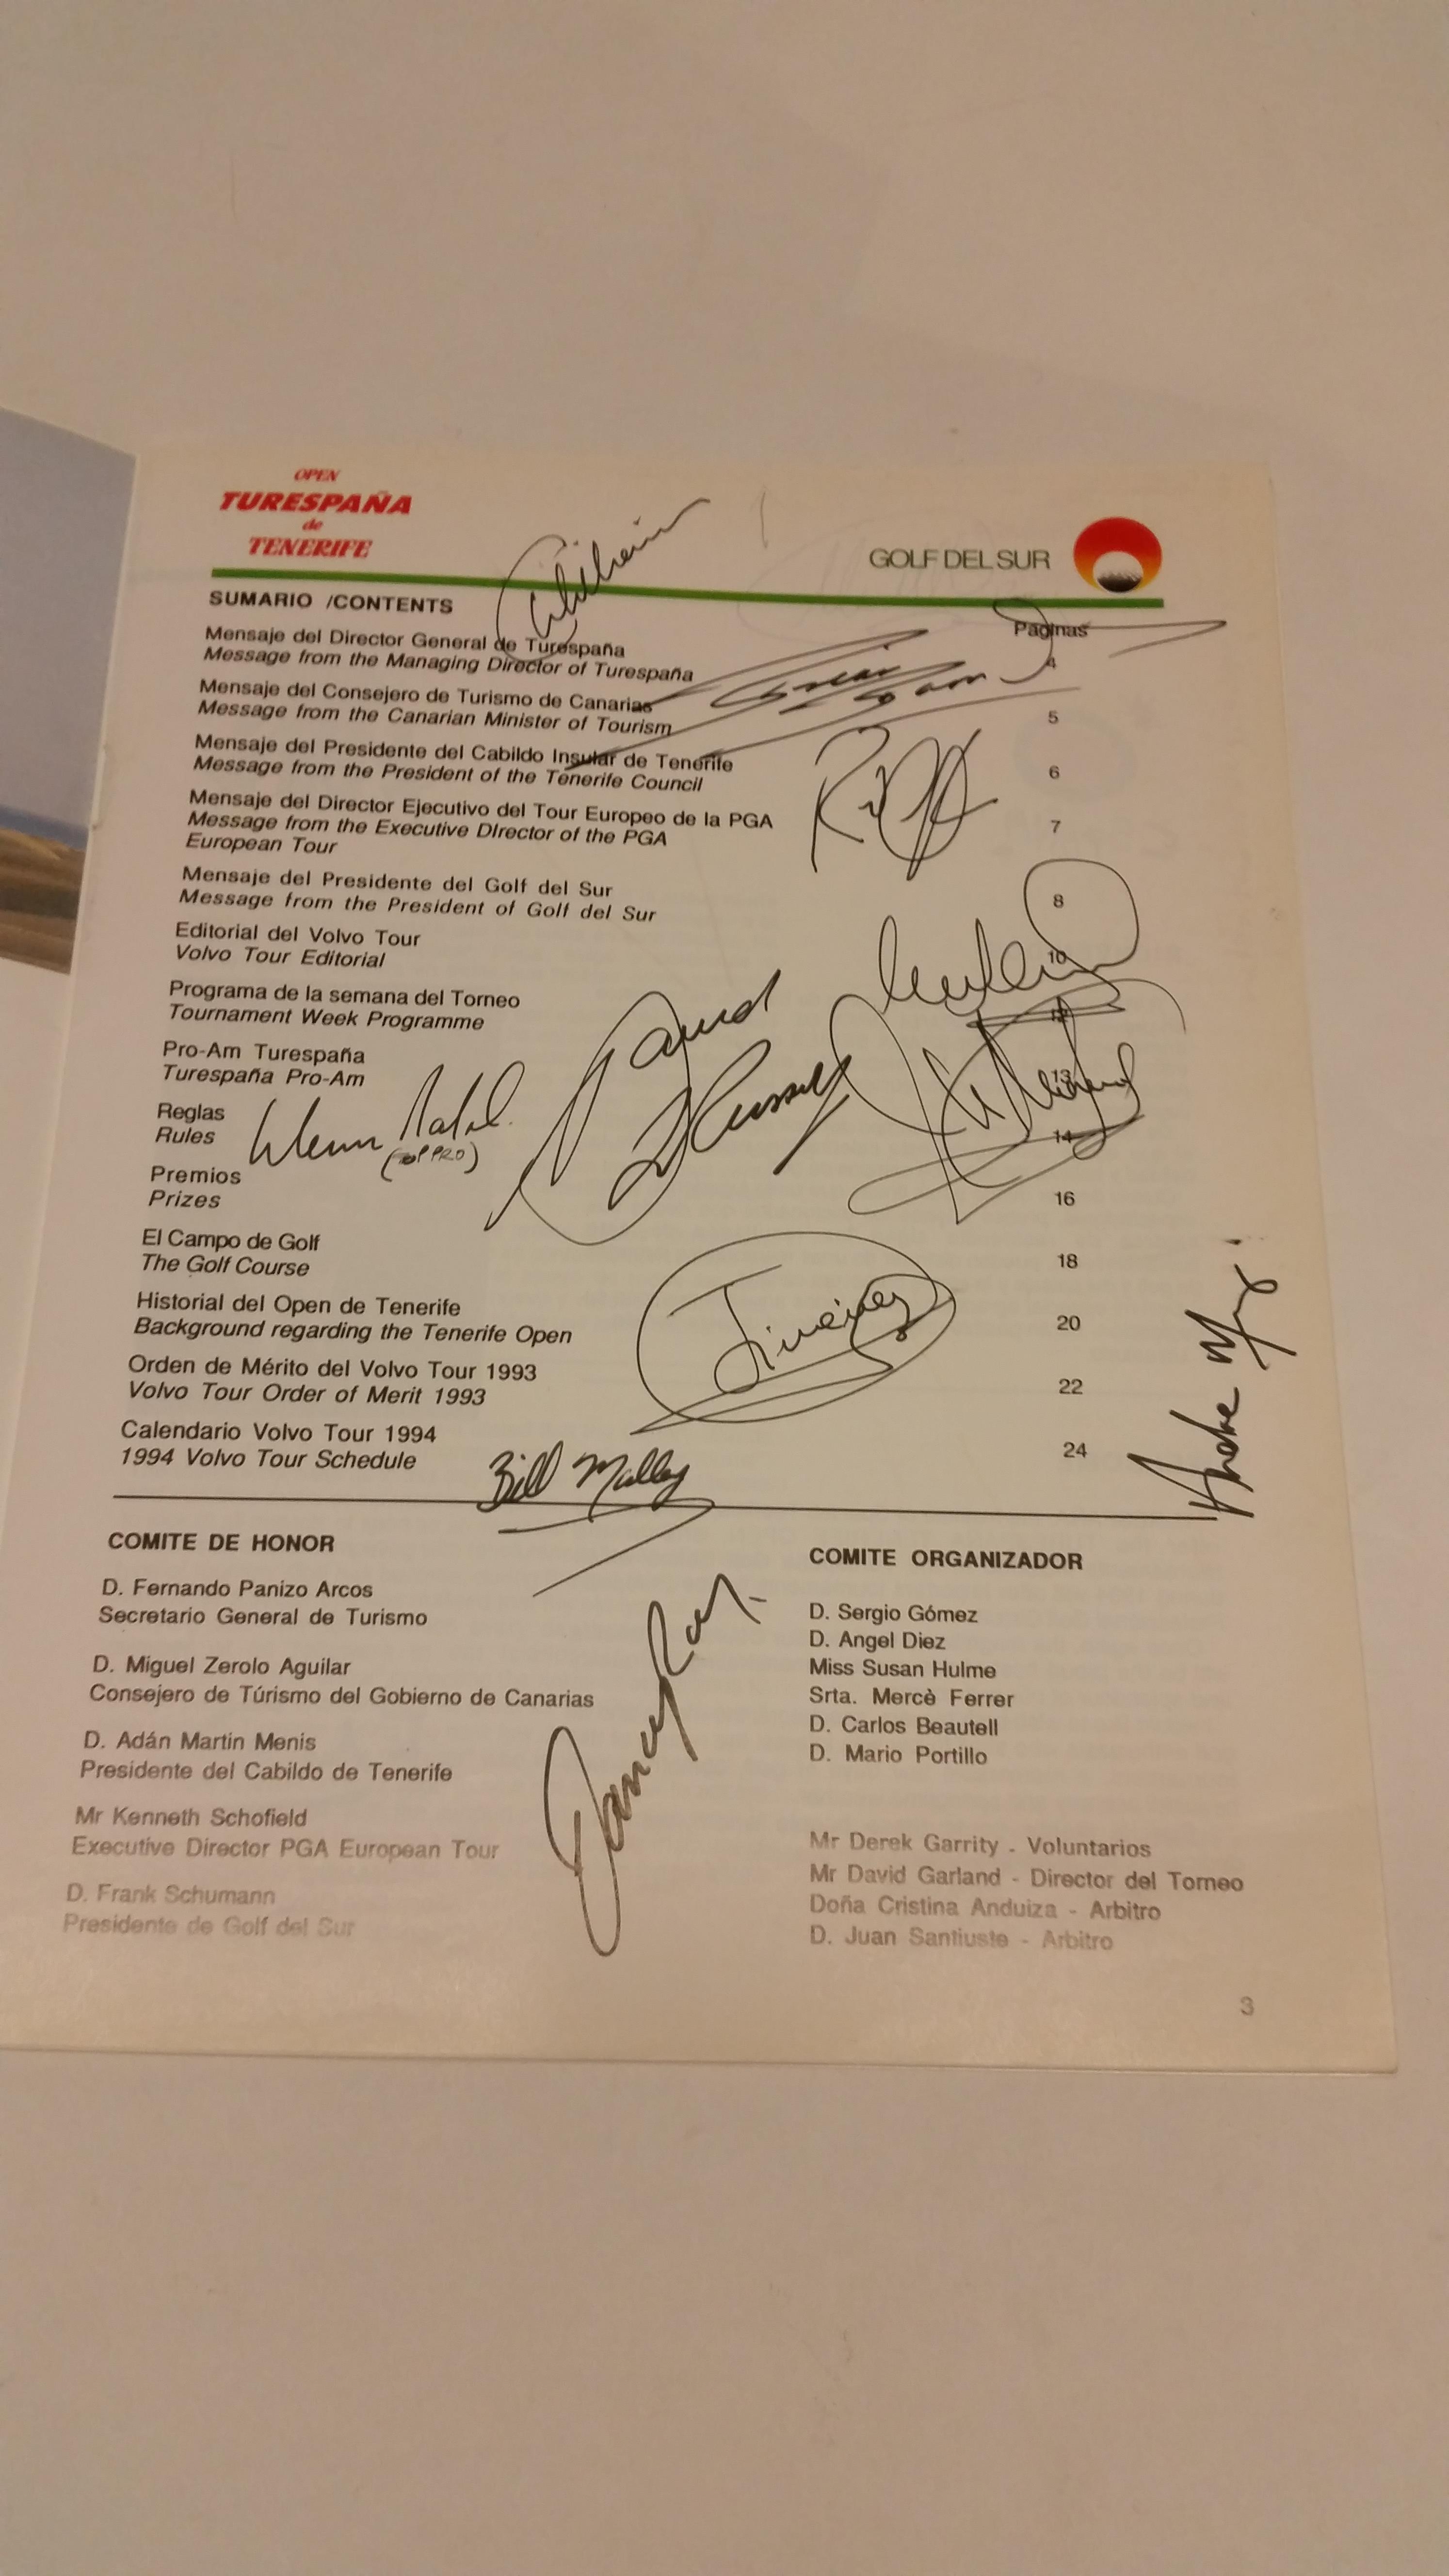 OPEN
TURESPAÑA
de
TENERIFE
GOLF DEL SUR
SUMARIO /CONTENTS
Paginas
Mensaje del Director General de Turespaña
Message from the Managing Director of Turespaña
4
Mensaje del Consejero de Turismo de Canarias
Message from the Canarian Minister of Tourism
5
Mensaje del Presidente del Cabildo Insular de Tenerife
Message from the President of the Tenerife Council
6
Mensaje del Director Ejecutivo del Tour Europeo de la PGA
Message from the Executive DIrector of the PGA
European Tour
7
Mensaje del Presidente del Golf del Sur
Message from the President of Golf del Sur
8
Editorial del Volvo Tour
Volvo Tour Editorial
10
Programa de la semana del Torneo
Tournament Week Programme
12
Pro-Am Turespaña
Turespaña Pro-Am
13
Reglas
Rules
14
Premios
Prizes
16
El Campo de Golf
The Golf Course
18
Historial del Open de Tenerife
Background regarding the Tenerife Open
20
Orden de Mérito del Volvo Tour 1993
Volvo Tour Order of Merit 1993
22
Calendario Volvo Tour 1994
1994 Volvo Tour Schedule
24
David
J Russell
Jiménez
Bill Malley
COMITE DE HONOR
D. Fernando Panizo Arcos
Secretario General de Turismo
D. Miguel Zerolo Aguilar
Consejero de Túrismo del Gobierno de Canarias
D. Adán Martin Menis
Presidente del Cabildo de Tenerife
Mr Kenneth Schofield
Executive Director PGA European Tour
D. Frank Schumann
Presidente de Golf del Sur
COMITE ORGANIZADOR
D. Sergio Gómez
D. Angel Diez
Miss Susan Hulme
Srta. Mercè Ferrer
D. Carlos Beautell
D. Mario Portillo
Mr Derek Garrity - Voluntarios
Mr David Garland - Director del Torneo
Doña Cristina Anduiza - Arbitro
D. Juan Santiuste - Arbitro
3